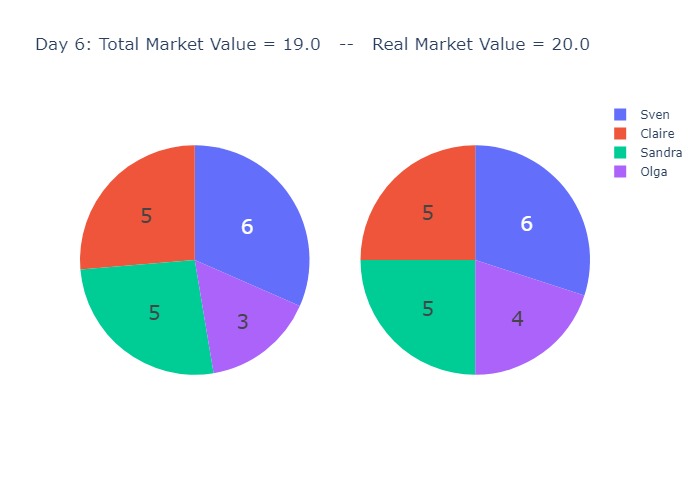 Day 6: Total Market Value = 19.0   --   Real Market Value = 20.0
Sven
Claire
Sandra
Olga
5
6
5
3
5
6
5
4